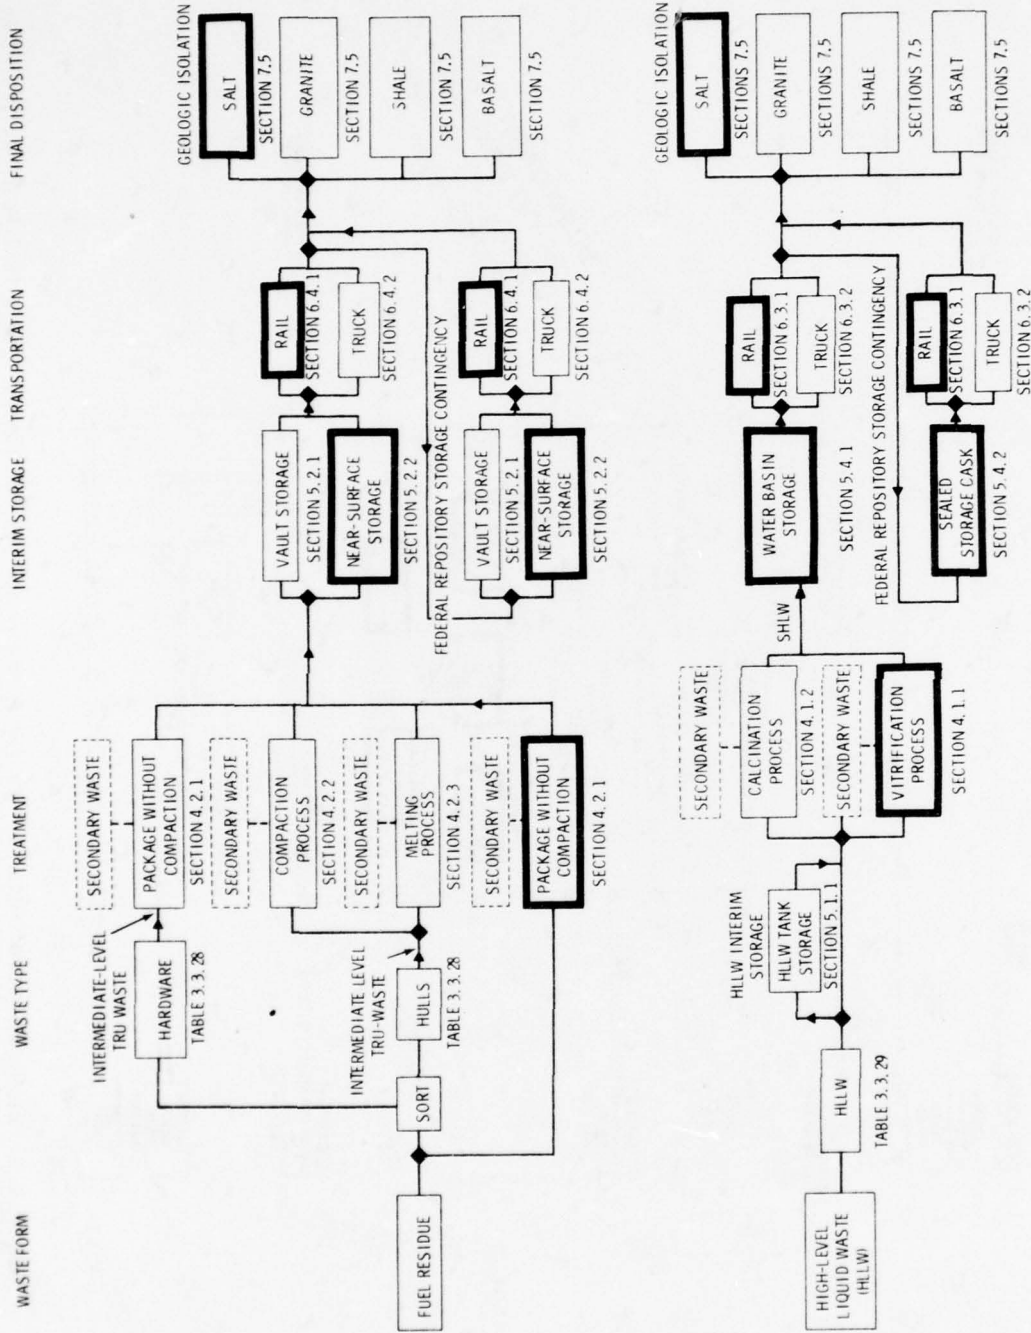 WASTE FORM
WASTE TYPE
TREATMENT
INTERIM STORAGE
TRANSPORTATION
FINAL DISPOSITION
FUEL RESIDUE
SORT
HARDWARE
TABLE 3.3.28
INTERMEDIATE-LEVEL
TRU WASTE
HULLS
TABLE 3.3.28
INTERMEDIATE LEVEL
TRU-WASTE
SECONDARY WASTE
PACKAGE WITHOUT
COMPACTION
SECTION 4.2.1
SECONDARY WASTE
COMPACTION
PROCESS
SECTION 4.2.2
SECONDARY WASTE
MELTING
PROCESS
SECTION 4.2.3
SECONDARY WASTE
PACKAGE WITHOUT
COMPACTION
SECTION 4.2.1
VAULT STORAGE
SECTION 5.2.1
NEAR-SURFACE
STORAGE
SECTION 5.2.2
RAIL
SECTION 6.4.1
TRUCK
SECTION 6.4.2
FEDERAL REPOSITORY STORAGE CONTINGENCY
VAULT STORAGE
SECTION 5.2.1
NEAR-SURFACE
STORAGE
SECTION 5.2.2
RAIL
SECTION 6.4.1
TRUCK
SECTION 6.4.2
GEOLOGIC ISOLATION
SALT
SECTION 7.5
GRANITE
SECTION 7.5
SHALE
SECTION 7.5
BASALT
SECTION 7.5
HIGH-LEVEL
LIQUID WASTE
(HLLW)
HLLW
TABLE 3.3.29
HLLW INTERIM
STORAGE
HLLW TANK
STORAGE
SECTION 5.1.1
SECONDARY WASTE
CALCINATION
PROCESS
SECTION 4.1.2
SECONDARY WASTE
VITRIFICATION
PROCESS
SECTION 4.1.1
SHLW
WATER BASIN
STORAGE
SECTION 5.4.1
RAIL
SECTION 6.3.1
TRUCK
SECTION 6.3.2
FEDERAL REPOSITORY STORAGE CONTINGENCY
SEALED
STORAGE CASK
SECTION 5.4.2
RAIL
SECTION 6.3.1
TRUCK
SECTION 6.3.2
GEOLOGIC ISOLATION
SALT
SECTIONS 7.5
GRANITE
SECTIONS 7.5
SHALE
SECTIONS 7.5
BASALT
SECTIONS 7.5